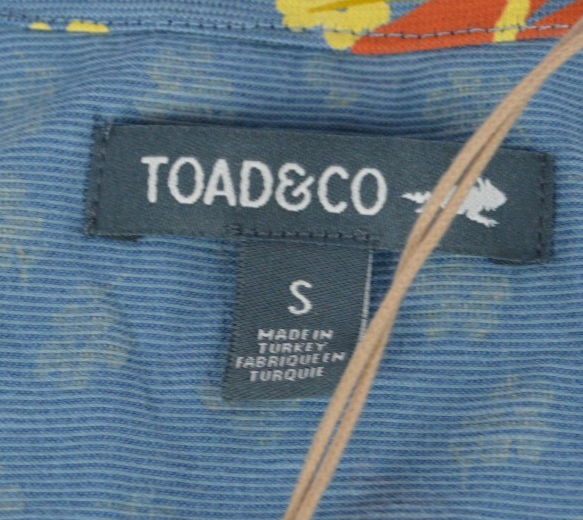 TOAD&CO
S
MADE IN
TURKEY
FABRIQUE EN
TURQUIE